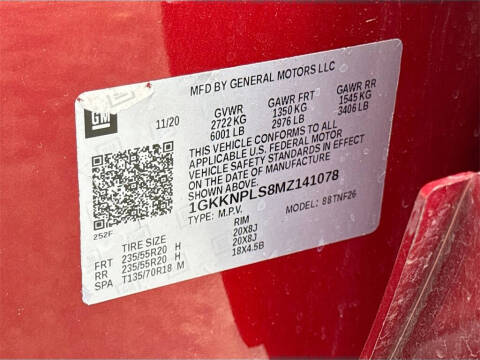 MFD BY GENERAL MOTORS LLC
GM
11/20
GVWR GAWR FRT GAWR RR
2722 KG 1350 KG 1545 KG
6001 LB 2976 LB 3406 LB
THIS VEHICLE CONFORMS TO ALL
APPLICABLE U.S. FEDERAL MOTOR
VEHICLE SAFETY STANDARDS IN EFFECT
ON THE DATE OF MANUFACTURE
SHOWN ABOVE.
1GKKNPLS8MZ141078
TYPE: M.P.V. MODEL: 88TNF26
252F
TIRE SIZE RIM
FRT 235/55R20 H 20X8J
RR 235/55R20 H 20X8J
SPA T135/70R18 M 18X4.5B